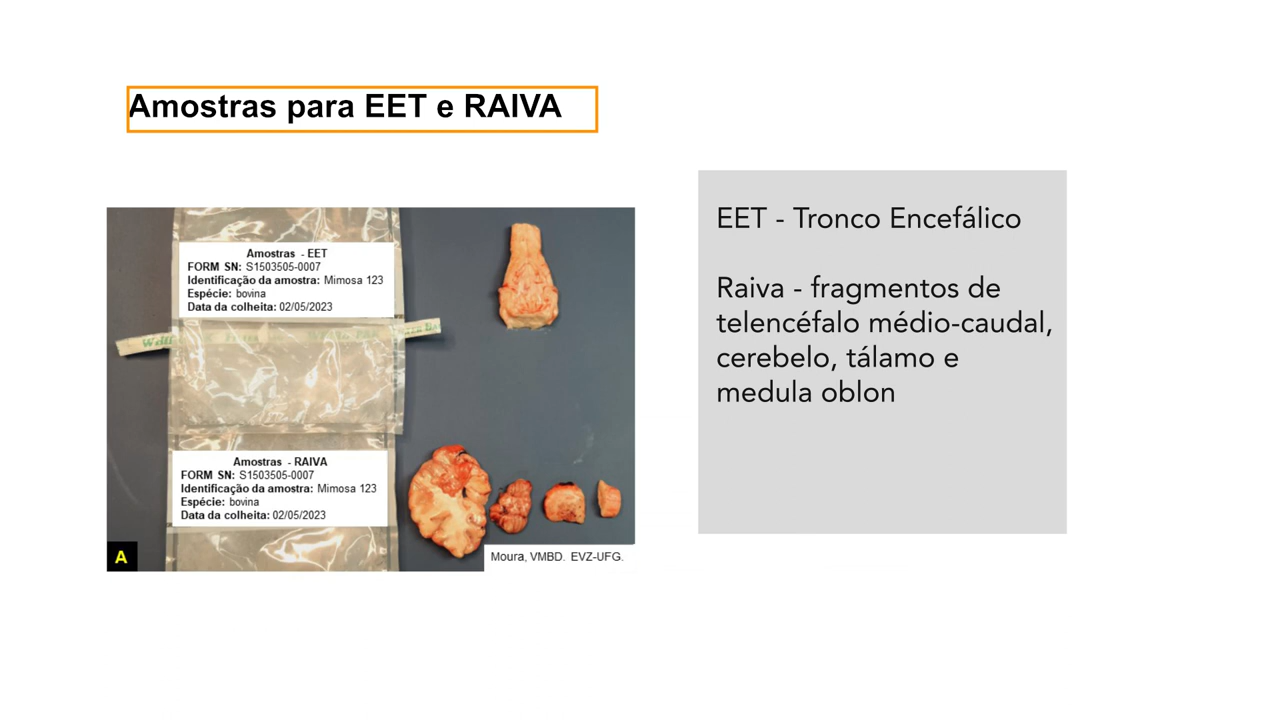 Amostras para EET e RAIVA
Amostras - EET
FORM SN: S1503505-0007
Identificação da amostra: Mimosa 123
Espécie: bovina
Data da colheita: 02/05/2023
Amostras - RAIVA
FORM SN: S1503505-0007
Identificação da amostra: Mimosa 123
Espécie: bovina
Data da colheita: 02/05/2023
A
Moura, VMBD. EVZ-UFG.
EET - Tronco Encefálico
Raiva - fragmentos de
telencéfalo médio-caudal,
cerebelo, tálamo e
medula oblon